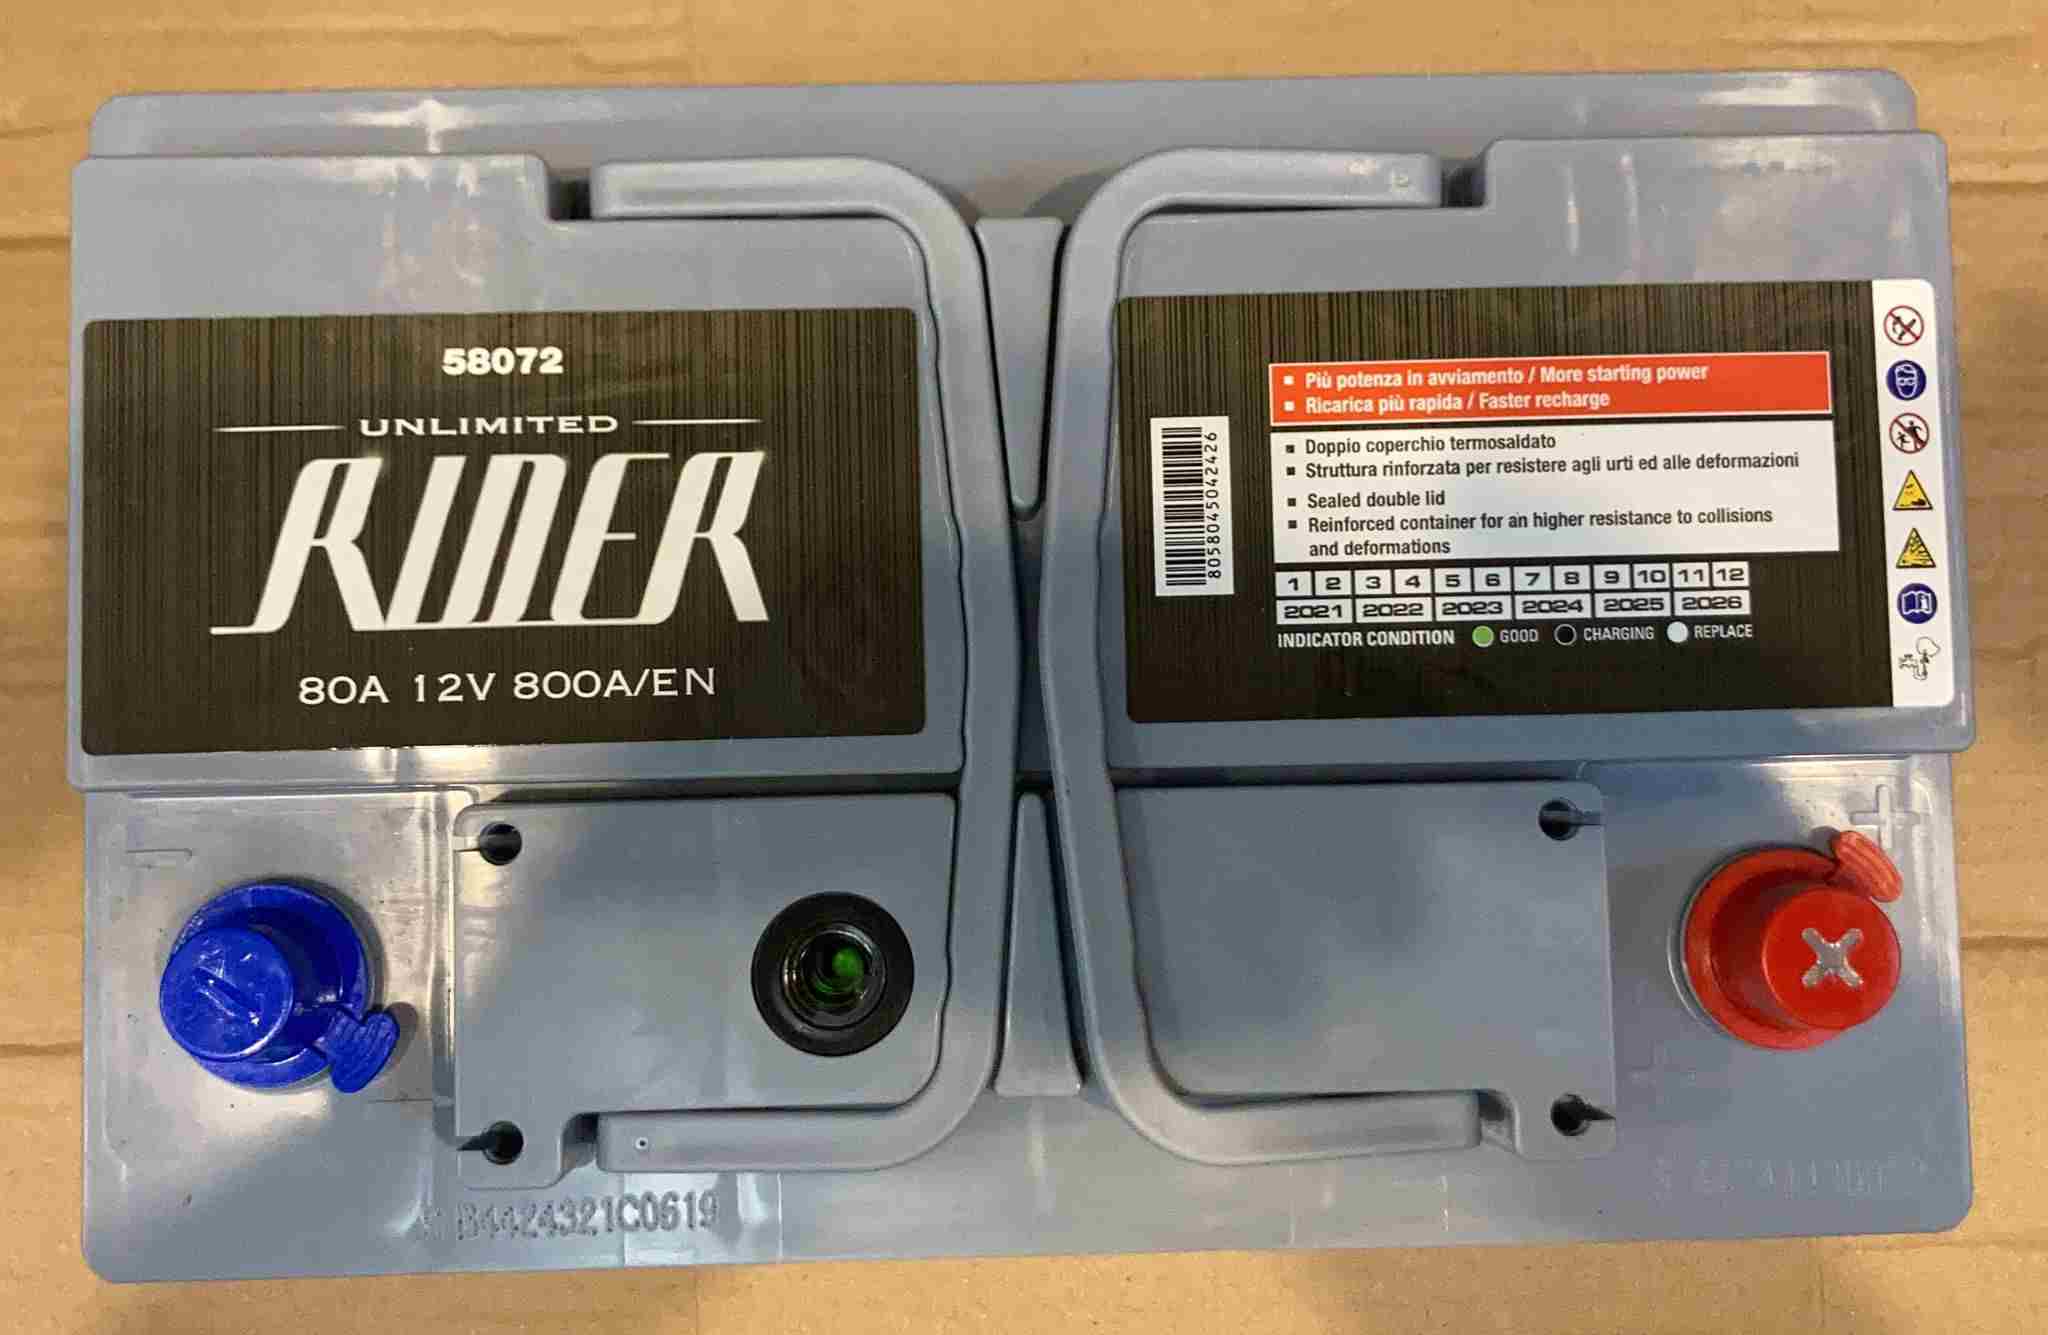 58072
UNLIMITED
RIDER
80A 12V 800A/EN
Più potenza in avviamento / More starting power
Ricarica più rapida / Faster recharge
Doppio coperchio termosaldato
Struttura rinforzata per resistere agli urti ed alle deformazioni
Sealed double lid
Reinforced container for an higher resistance to collisions
and deformations
8058045042426
1 2 3 4 5 6 7 8 9 10 11 12
2021 2022 2023 2024 2025 2026
INDICATOR CONDITION GOOD CHARGING REPLACE
- +
B4424321C0619